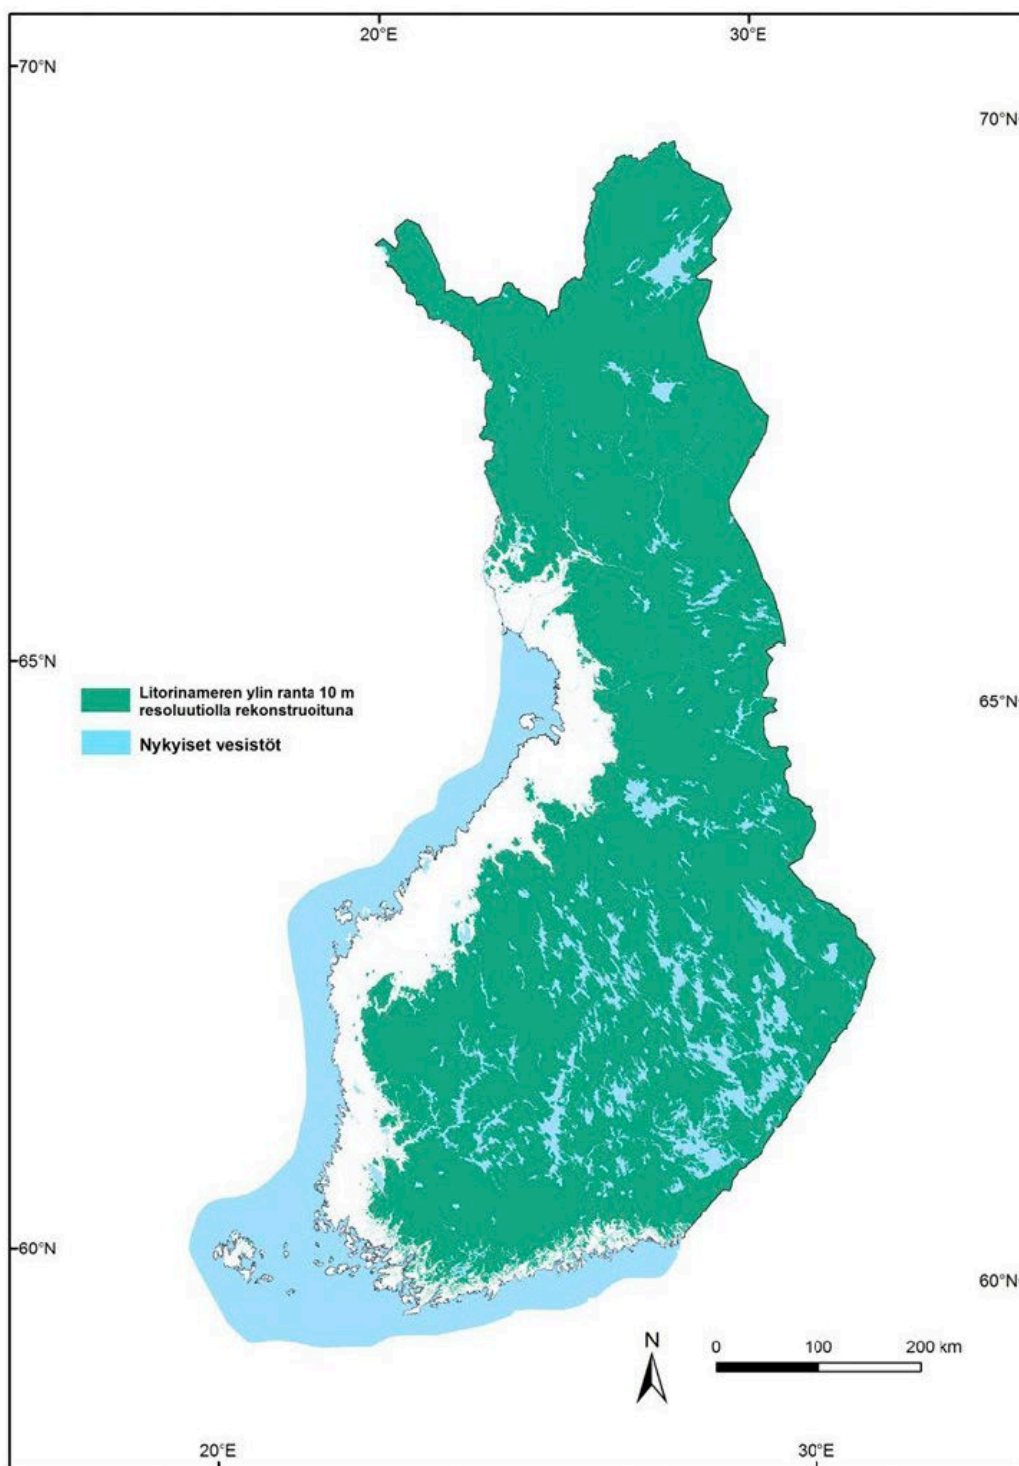 20°E 30°E
70°N
70°N
65°N
65°N
Litorinameren ylin ranta 10 m
resoluutiolla rekonstruoituna
Nykyiset vesistöt
60°N
60°N
N
0 100 200 km
20°E 30°E